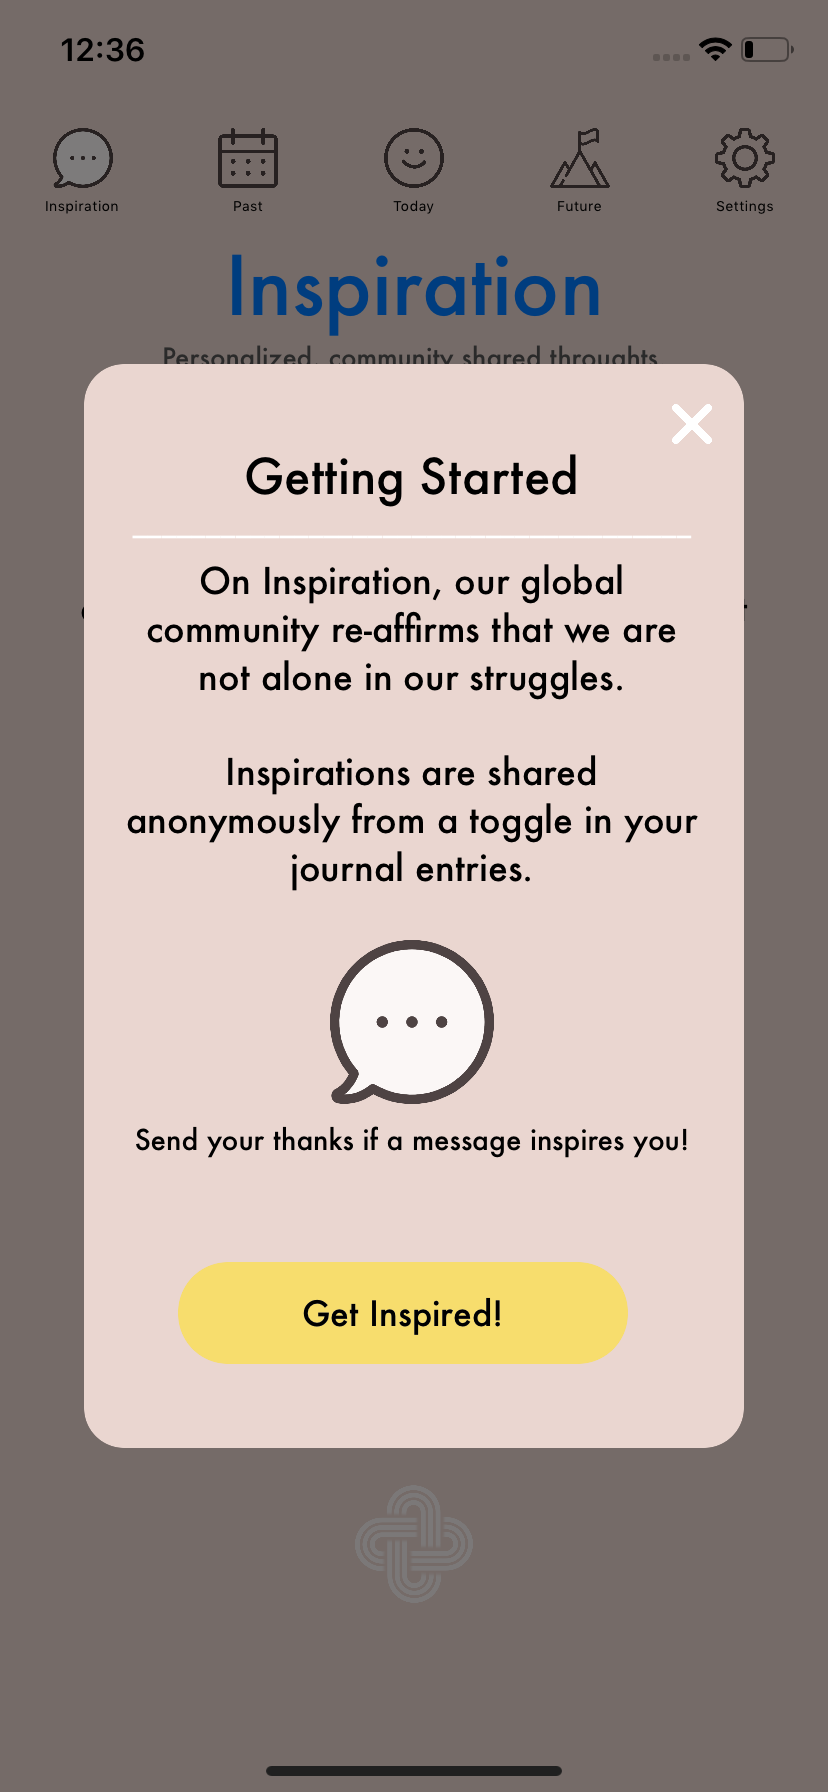 12:36
Inspiration Past Today Future Settings
Inspiration
Personalized, community shared throughts
Getting Started
On Inspiration, our global
community re-affirms that we are
not alone in our struggles.
Inspirations are shared
anonymously from a toggle in your
journal entries.
Send your thanks if a message inspires you!
Get Inspired!